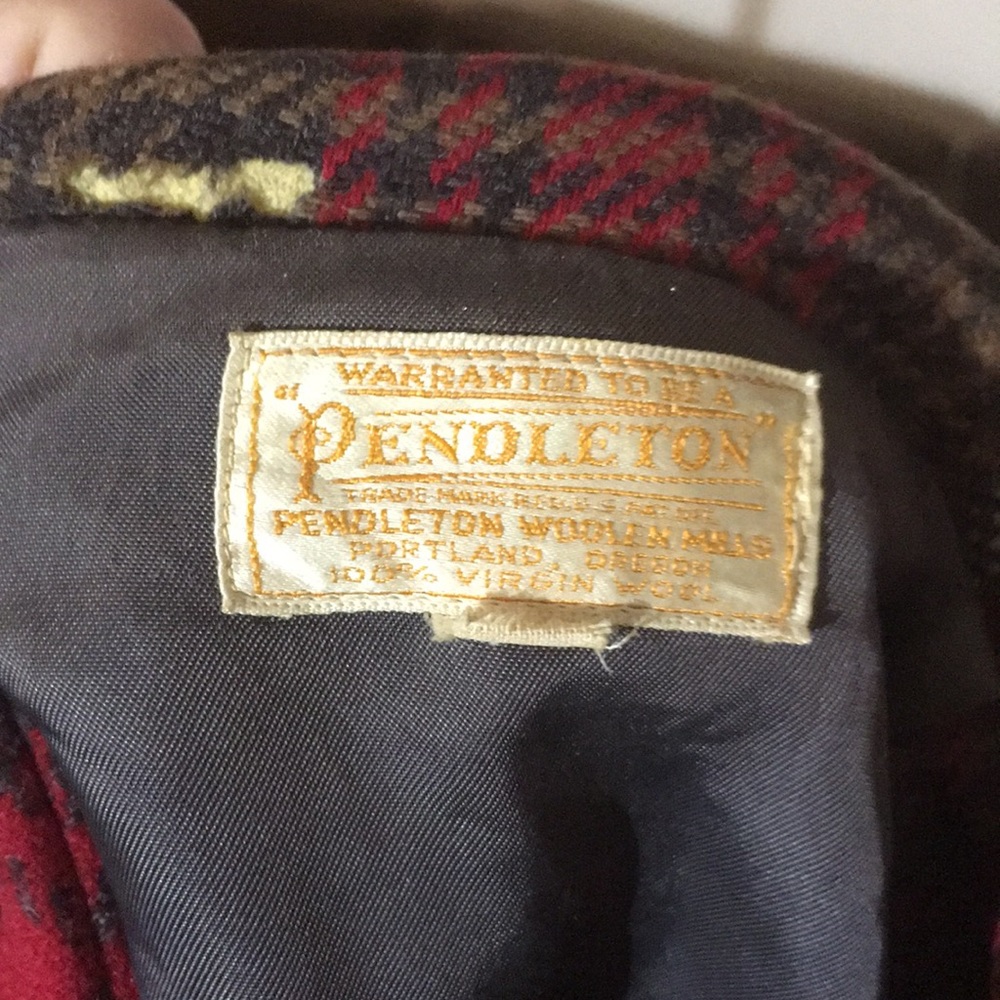 WARRANTED TO BE A
"PENDLETON"
TRADE MARK REG. U.S. PAT. OFF.
PENDLETON WOOLEN MILLS
PORTLAND, OREGON
100% VIRGIN WOOL